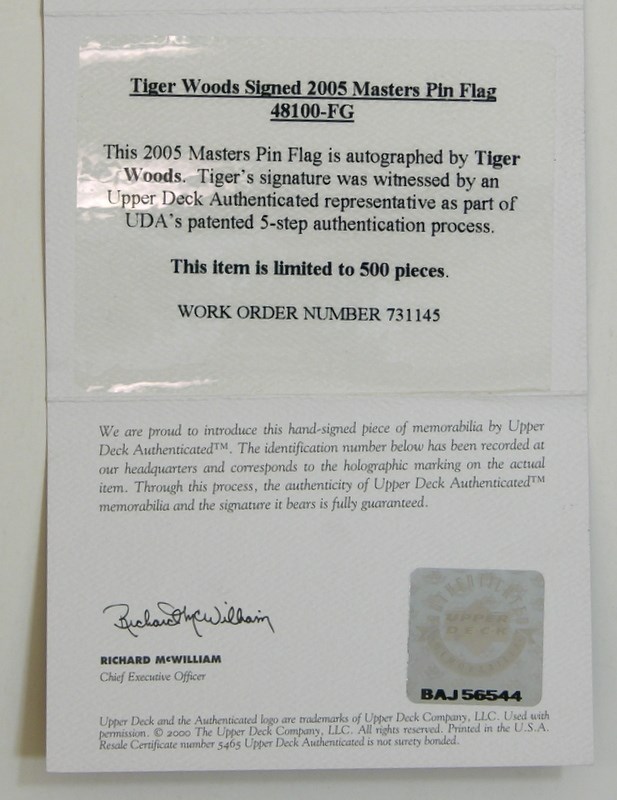 Tiger Woods Signed 2005 Masters Pin Flag
48100-FG
This 2005 Masters Pin Flag is autographed by Tiger
Woods. Tiger's signature was witnessed by an
Upper Deck Authenticated representative as part of
UDA's patented 5-step authentication process.
This item is limited to 500 pieces.
WORK ORDER NUMBER 731145
We are proud to introduce this hand-signed piece of memorabilia by Upper
Deck Authenticated™. The identification number below has been recorded at
our headquarters and corresponds to the holographic marking on the actual
item. Through this process, the authenticity of Upper Deck Authenticated™
memorabilia and the signature it bears is fully guaranteed.
Richard McWilliam
RICHARD McWILLIAM
Chief Executive Officer
UPPER
DECK
BAJ56544
Upper Deck and the Authenticated logo are trademarks of Upper Deck Company, LLC. Used with
permission. © 2000 The Upper Deck Company, LLC. All rights reserved. Printed in the U.S.A.
Resale Certificate number 5465 Upper Deck Authenticated is not surety bonded.